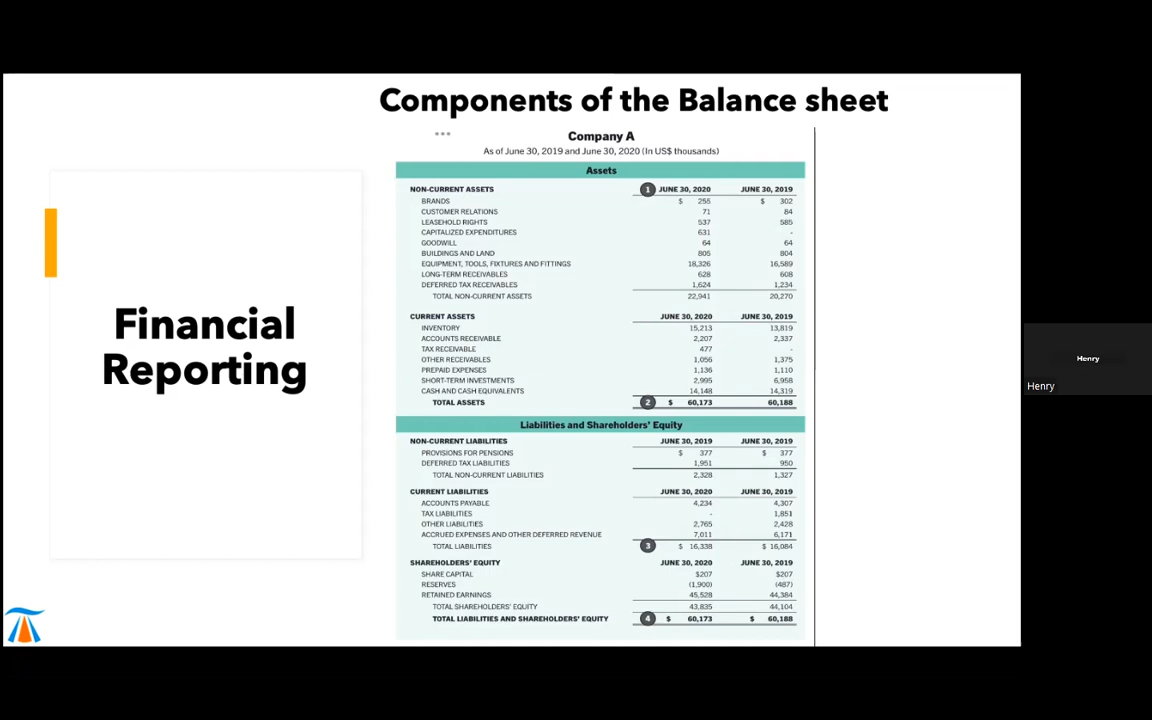 Components of the Balance sheet
Company A
As of June 30, 2019 and June 30, 2020 (In US$ thousands)
Assets
NON-CURRENT ASSETS 1 JUNE 30, 2020 JUNE 30, 2019
BRANDS $ 255 $ 302
CUSTOMER RELATIONS 71 84
LEASEHOLD RIGHTS 537 585
CAPITALIZED EXPENDITURES 631 -
GOODWILL 64 64
BUILDINGS AND LAND 805 804
EQUIPMENT, TOOLS, FIXTURES AND FITTINGS 18,326 16,589
LONG-TERM RECEIVABLES 628 608
DEFERRED TAX RECEIVABLES 1,624 1,234
TOTAL NON-CURRENT ASSETS 22,941 20,270
CURRENT ASSETS JUNE 30, 2020 JUNE 30, 2019
INVENTORY 15,213 13,819
ACCOUNTS RECEIVABLE 2,207 2,337
TAX RECEIVABLE 477 -
OTHER RECEIVABLES 1,056 1,375
PREPAID EXPENSES 1,136 1,110
SHORT-TERM INVESTMENTS 2,995 6,958
CASH AND CASH EQUIVALENTS 14,148 14,319
TOTAL ASSETS 2 $ 60,173 60,188
Liabilities and Shareholders' Equity
NON-CURRENT LIABILITIES JUNE 30, 2019 JUNE 30, 2019
PROVISIONS FOR PENSIONS $ 377 $ 377
DEFERRED TAX LIABILITIES 1,951 950
TOTAL NON-CURRENT LIABILITIES 2,328 1,327
CURRENT LIABILITIES JUNE 30, 2020 JUNE 30, 2019
ACCOUNTS PAYABLE 4,234 4,307
TAX LIABILITIES - 1,851
OTHER LIABILITIES 2,765 2,428
ACCRUED EXPENSES AND OTHER DEFERRED REVENUE 7,011 6,171
TOTAL LIABILITIES 3 $ 16,338 $ 16,084
SHAREHOLDERS' EQUITY JUNE 30, 2020 JUNE 30, 2019
SHARE CAPITAL $207 $207
RESERVES (1,900) (487)
RETAINED EARNINGS 45,528 44,384
TOTAL SHAREHOLDERS' EQUITY 43,835 44,104
TOTAL LIABILITIES AND SHAREHOLDERS' EQUITY 4 $ 60,173 $ 60,188
Financial
Reporting
Henry
Henry